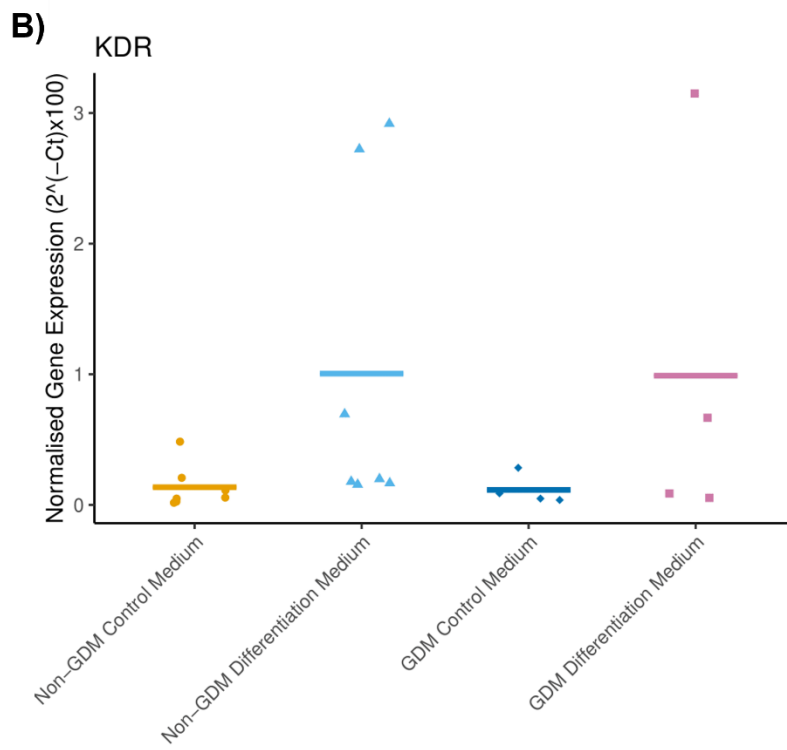 B)
KDR
Normalised Gene Expression (2^(−Ct)x100)
3
2
1
0
Non−GDM Control Medium
Non−GDM Differentiation Medium
GDM Control Medium
GDM Differentiation Medium